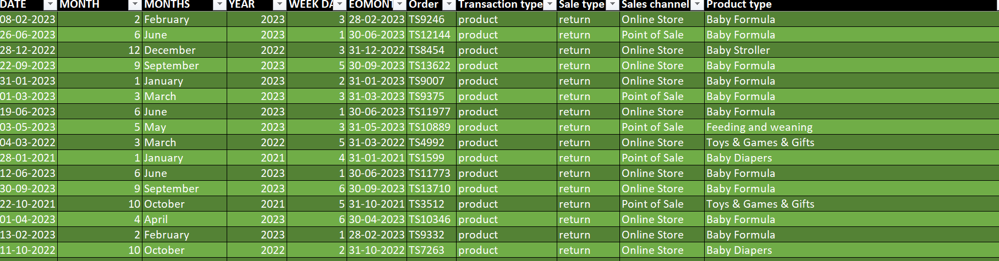 DATE MONTH MONTHS YEAR WEEK DA EOMONT Order Transaction type Sale type Sales channel Product type
08-02-2023 2 February 2023 3 28-02-2023 TS9246 product return Online Store Baby Formula
26-06-2023 6 June 2023 1 30-06-2023 TS12144 product return Point of Sale Baby Formula
28-12-2022 12 December 2022 3 31-12-2022 TS8454 product return Online Store Baby Stroller
22-09-2023 9 September 2023 5 30-09-2023 TS13622 product return Online Store Baby Formula
31-01-2023 1 January 2023 2 31-01-2023 TS9007 product return Online Store Baby Formula
01-03-2023 3 March 2023 3 31-03-2023 TS9375 product return Point of Sale Baby Formula
19-06-2023 6 June 2023 1 30-06-2023 TS11977 product return Online Store Baby Formula
03-05-2023 5 May 2023 3 31-05-2023 TS10889 product return Point of Sale Feeding and weaning
04-03-2022 3 March 2022 5 31-03-2022 TS4992 product return Online Store Toys & Games & Gifts
28-01-2021 1 January 2021 4 31-01-2021 TS1599 product return Point of Sale Baby Diapers
12-06-2023 6 June 2023 1 30-06-2023 TS11773 product return Online Store Baby Formula
30-09-2023 9 September 2023 6 30-09-2023 TS13710 product return Online Store Baby Formula
22-10-2021 10 October 2021 5 31-10-2021 TS3512 product return Point of Sale Toys & Games & Gifts
01-04-2023 4 April 2023 6 30-04-2023 TS10346 product return Online Store Baby Formula
13-02-2023 2 February 2023 1 28-02-2023 TS9332 product return Online Store Baby Formula
11-10-2022 10 October 2022 2 31-10-2022 TS7263 product return Online Store Baby Diapers